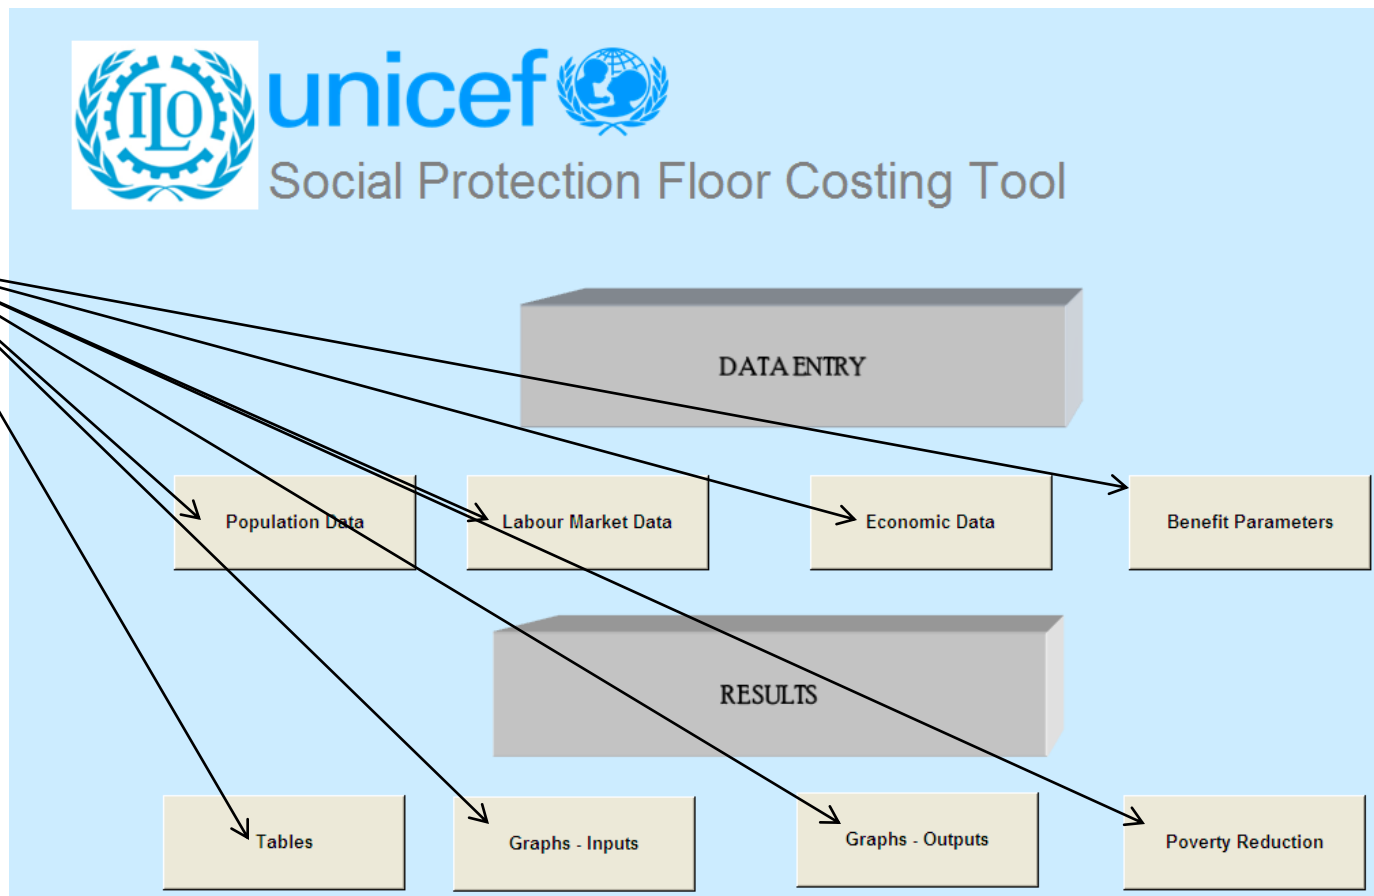 ILO
unicef
Social Protection Floor Costing Tool
DATA ENTRY
Population Data
Labour Market Data
Economic Data
Benefit Parameters
RESULTS
Tables
Graphs - Inputs
Graphs - Outputs
Poverty Reduction